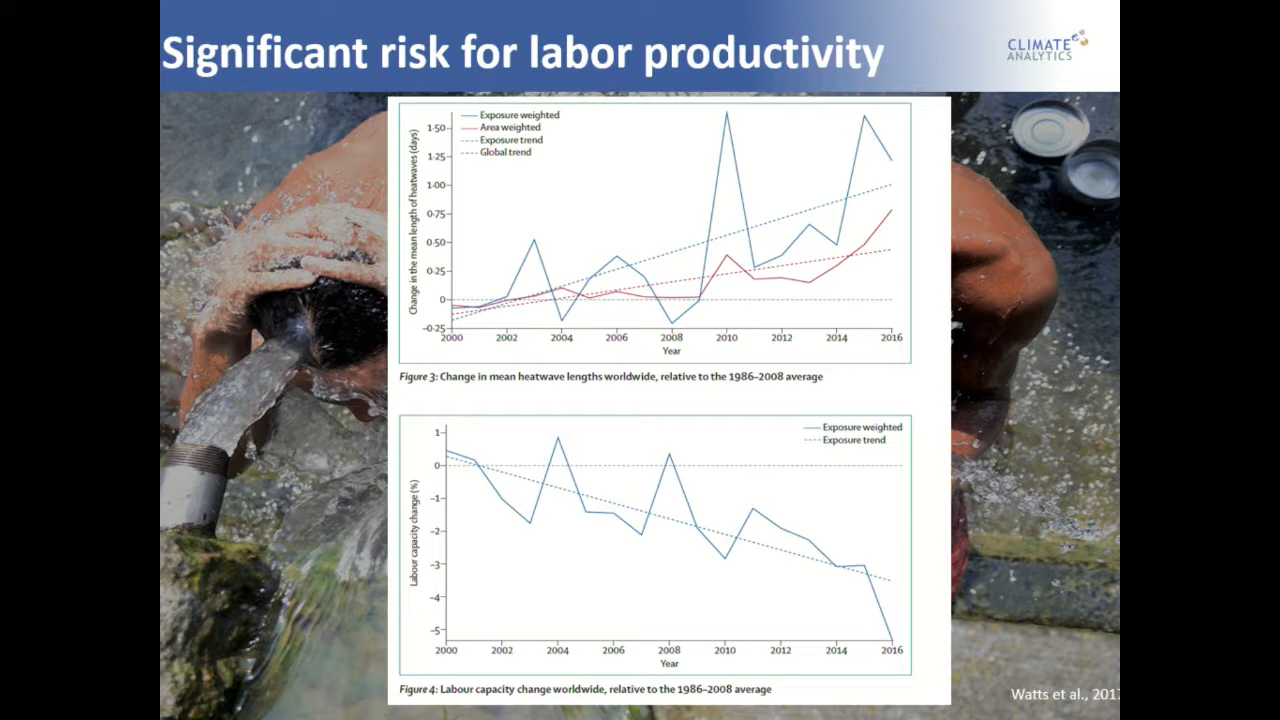 Significant risk for labor productivity
CLIMATE
ANALYTICS
Exposure weighted
Area weighted
Exposure trend
Global trend
Change in the mean length of heatwaves (days)
1·50
1·25
1·00
0·75
0·50
0·25
0
−0·25
2000 2002 2004 2006 2008 2010 2012 2014 2016
Year
Figure 3: Change in mean heatwave lengths worldwide, relative to the 1986–2008 average
Exposure weighted
Exposure trend
Labour capacity change (%)
1
0
−1
−2
−3
−4
−5
2000 2002 2004 2006 2008 2010 2012 2014 2016
Year
Figure 4: Labour capacity change worldwide, relative to the 1986–2008 average
Watts et al., 2017